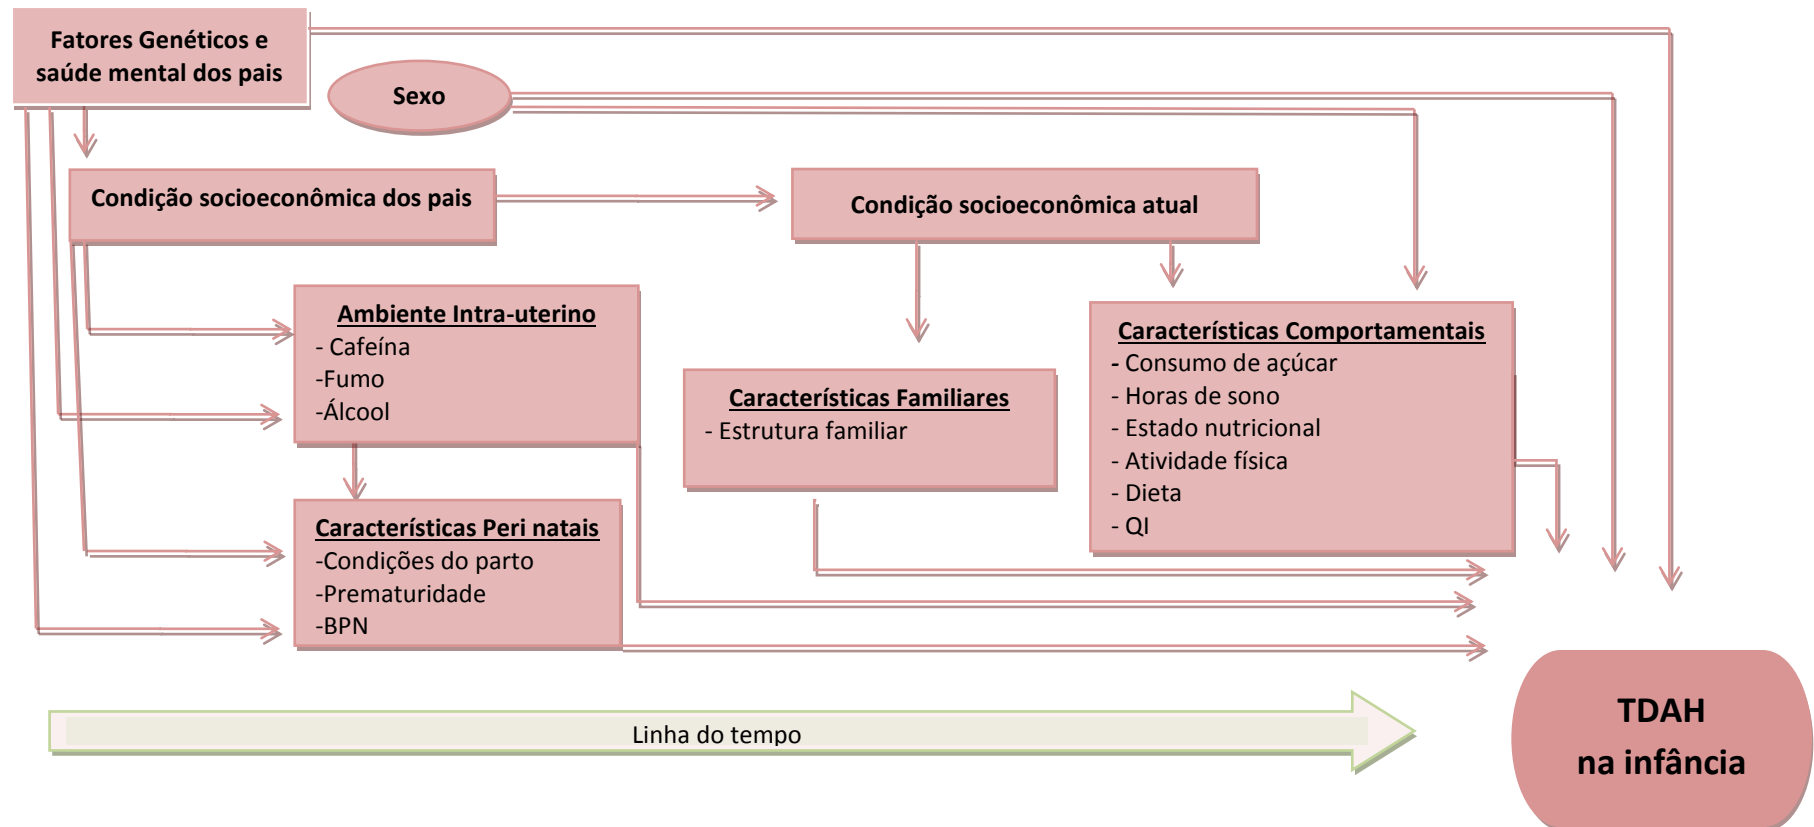 Fatores Genéticos e
saúde mental dos pais
Sexo
Condição socioeconômica dos pais
Condição socioeconômica atual
Ambiente Intra-uterino
- Cafeína
-Fumo
-Álcool
Características Familiares
- Estrutura familiar
Características Comportamentais
- Consumo de açúcar
- Horas de sono
- Estado nutricional
- Atividade física
- Dieta
- QI
Características Peri natais
-Condições do parto
-Prematuridade
-BPN
Linha do tempo
TDAH
na infância